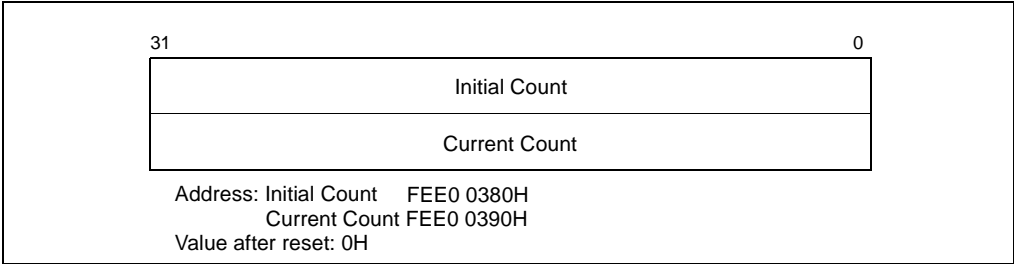 31 0
Initial Count
Current Count
Address: Initial Count FEE0 0380H
Current Count FEE0 0390H
Value after reset: 0H